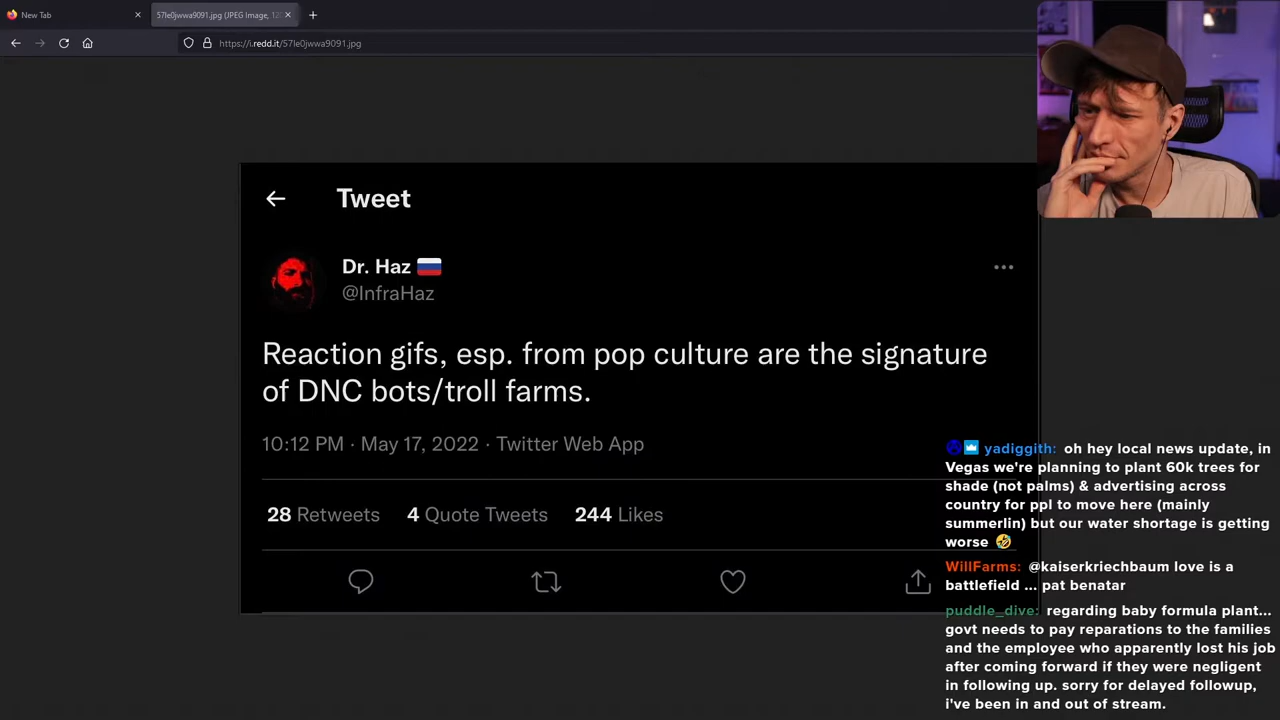 New Tab
57le0jwwa9091.jpg (JPEG Image, 12
https://i.redd.it/57le0jwwa9091.jpg
Tweet
Dr. Haz
@InfraHaz
Reaction gifs, esp. from pop culture are the signature
of DNC bots/troll farms.
10:12 PM · May 17, 2022 · Twitter Web App
28 Retweets 4 Quote Tweets 244 Likes
yadiggith: oh hey local news update, in
Vegas we're planning to plant 60k trees for
shade (not palms) & advertising across
country for ppl to move here (mainly
summerlin) but our water shortage is getting
worse 🤣
WillFarms: @kaiserkriechbaum love is a
battlefield ... pat benatar
puddle_dive: regarding baby formula plant...
govt needs to pay reparations to the families
and the employee who apparently lost his job
after coming forward if they were negligent
in following up. sorry for delayed followup,
i've been in and out of stream.